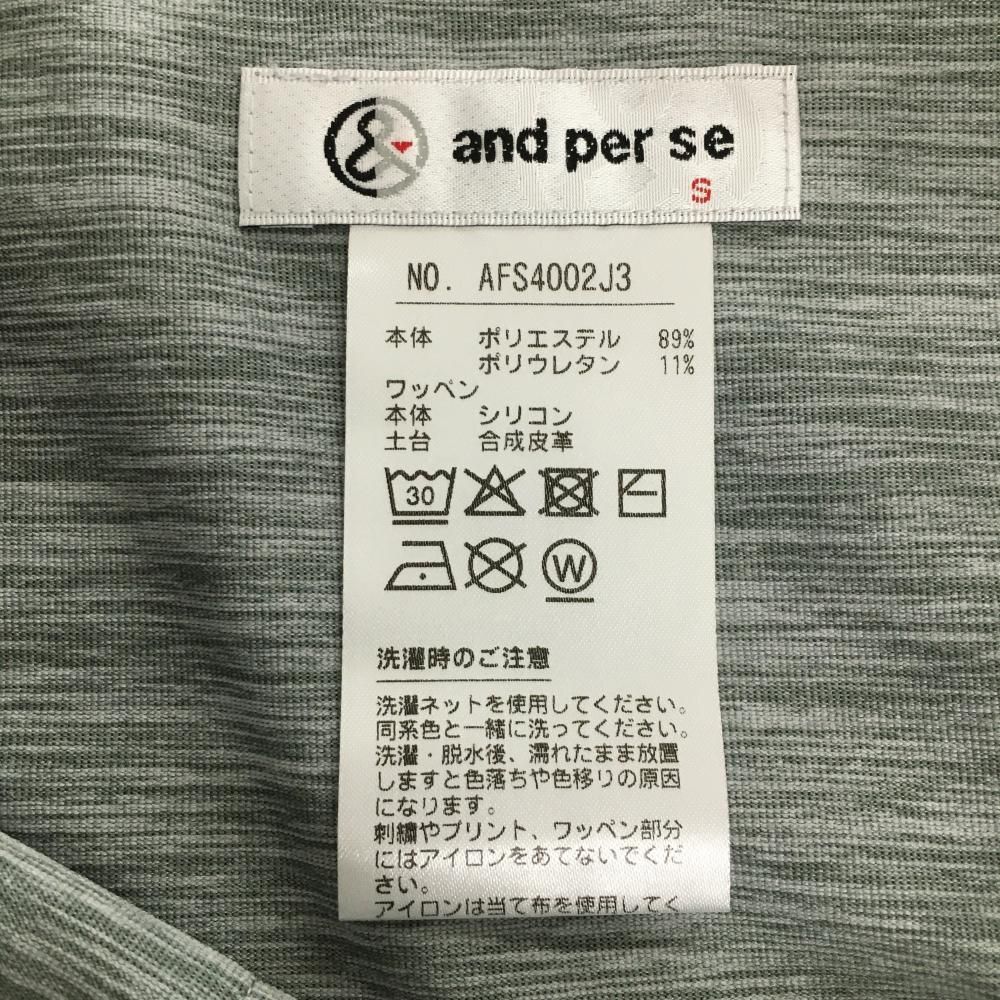 and per se
S
NO. AFS4002J3
本体 ポリエステル 89%
ポリウレタン 11%
ワッペン
本体 シリコン
土台 合成皮革
30
W
洗濯時のご注意
洗濯ネットを使用してください。
同系色と一緒に洗ってください。
洗濯・脱水後、濡れたまま放置
しますと色落ちや色移りの原因
になります。
刺繍やプリント、ワッペン部分
にはアイロンをあてないでくだ
さい。
アイロンは当て布を使用してく